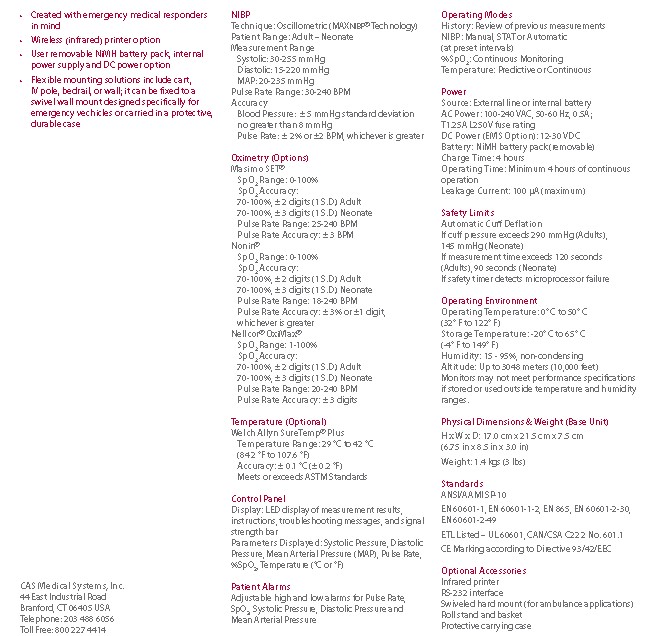 • Created with emergency medical responders
in mind
• Wireless (infrared) printer option
• User removable NiMH battery pack, internal
power supply and DC power option
• Flexible mounting solutions include cart,
IV pole, bedrail, or wall; it can be fixed to a
swivel wall mount designed specifically for
emergency vechicles or carried in a protective,
durable case
CAS Medical Systems, Inc.
44 East Industrial Road
Branford, CT 06405 USA
Telephone: 203 488 6056
Toll Free: 800 227 4414
NIBP
Technique: Oscillometric (MAXNIBP® Technology)
Patient Range: Adult – Neonate
Measurement Range
Systolic: 30-255 mmHg
Diastolic: 15-220 mmHg
MAP: 20-235 mmHg
Pulse Rate Range: 30-240 BPM
Accuracy
Blood Pressure: ± 5 mmHg standard deviation
no greater than 8 mmHg
Pulse Rate: ± 2% or ±2 BPM, whichever is greater
Oximetry (Options)
Masimo SET®
SpO2 Range: 0-100%
SpO2 Accuracy:
70-100%, ± 2 digits (1 S.D.) Adult
70-100%, ± 3 digits (1 S.D.) Neonate
Pulse Rate Range: 25-240 BPM
Pulse Rate Accuracy: ± 3 BPM
Nonin®
SpO2 Range: 0-100%
SpO2 Accuracy:
70-100%, ± 2 digits (1 S.D.) Adult
70-100%, ± 3 digits (1 S.D.) Neonate
Pulse Rate Range: 18-240 BPM
Pulse Rate Accuracy: ± 3% or ±1 digit,
whichever is greater
Nellcor® OxiMax®
SpO2 Range: 1-100%
SpO2 Accuracy:
70-100%, ± 2 digits (1 S.D.) Adult
70-100%, ± 3 digits (1 S.D.) Neonate
Pulse Rate Range: 20-240 BPM
Pulse Rate Accuracy: ± 3 digits
Temperature (Optional)
Welch Allyn SureTemp® Plus
Temperature Range: 29 °C to 42 °C
(84.2 °F to 107.6 °F)
Accuracy: ± 0.1 °C (± 0.2 °F)
Meets or exceeds ASTM Standards
Control Panel
Display: LED display of measurement results,
instructions, troubleshooting messages, and signal
strength bar
Parameters Displayed: Systolic Pressure, Diastolic
Pressure, Mean Arterial Pressure (MAP), Pulse Rate,
%SpO2, Temperature (°C or °F)
Patient Alarms
Adjustable high and low alarms for Pulse Rate,
SpO2, Systolic Pressure, Diastolic Pressure and
Mean Arterial Pressure
Operating Modes
History: Review of previous measurements
NIBP: Manual, STAT or Automatic
(at preset intervals)
%SpO2: Continuous Monitoring
Temperature: Predictive or Continuous
Power
Source: External line or internal battery
AC Power: 100-240 VAC, 50-60 Hz, 0.5A;
T1.25A L250V fuse rating
DC Power (EMS Option): 12-30 VDC
Battery: NiMH battery pack (removable)
Charge Time: 4 hours
Operating Time: Minimum 4 hours of continuous
operation
Leakage Current: 100 µA (maximum)
Safety Limits
Automatic Cuff Deflation
If cuff pressure exceeds 290 mmHg (Adults),
145 mmHg (Neonate)
If measurement time exceeds 120 seconds
(Adults), 90 seconds (Neonate)
If safety timer detects microprocessor failure
Operating Environment
Operating Temperature: 0° C to 50° C
(32° F to 122° F)
Storage Temperature: -20° C to 65° C
(-4° F to 149° F)
Humidity: 15 - 95%, non-condensing
Altitude: Up to 3048 meters (10,000 feet)
Monitors may not meet performance specifications
if stored or used outside temperature and humidity
ranges.
Physical Dimensions & Weight (Base Unit)
H x W x D: 17.0 cm x 21.5 cm x 7.5 cm
(6.75 in x 8.5 in x 3.0 in)
Weight: 1.4 kgs (3 lbs)
Standards
ANSI/AAMI SP-10
EN 60601-1, EN 60601-1-2, EN 865, EN 60601-2-30,
EN 60601-2-49
ETL Listed – UL 60601, CAN/CSA C22.2 No. 601.1
CE Marking according to Directive 93/42/EEC
Optional Accessories
Infrared printer
RS-232 interface
Swiveled hard mount (for ambulance applications)
Roll stand and basket
Protective carrying case